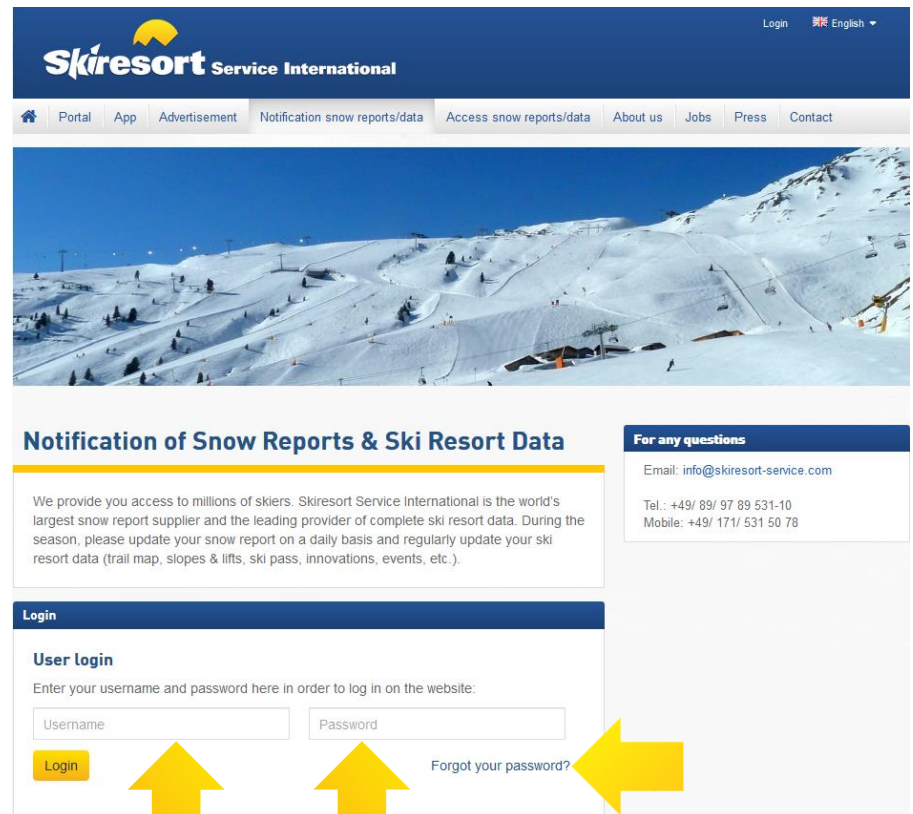 Login English
Skiresort Service International
Portal App Advertisement Notification snow reports/data Access snow reports/data About us Jobs Press Contact
Notification of Snow Reports & Ski Resort Data
We provide you access to millions of skiers. Skiresort Service International is the world's
largest snow report supplier and the leading provider of complete ski resort data. During the
season, please update your snow report on a daily basis and regularly update your ski
resort data (trail map, slopes & lifts, ski pass, innovations, events, etc.).
For any questions
Email: info@skiresort-service.com
Tel.: +49/ 89/ 97 89 531-10
Mobile: +49/ 171/ 531 50 78
Login
User login
Enter your username and password here in order to log in on the website:
Username Password
Login Forgot your password?